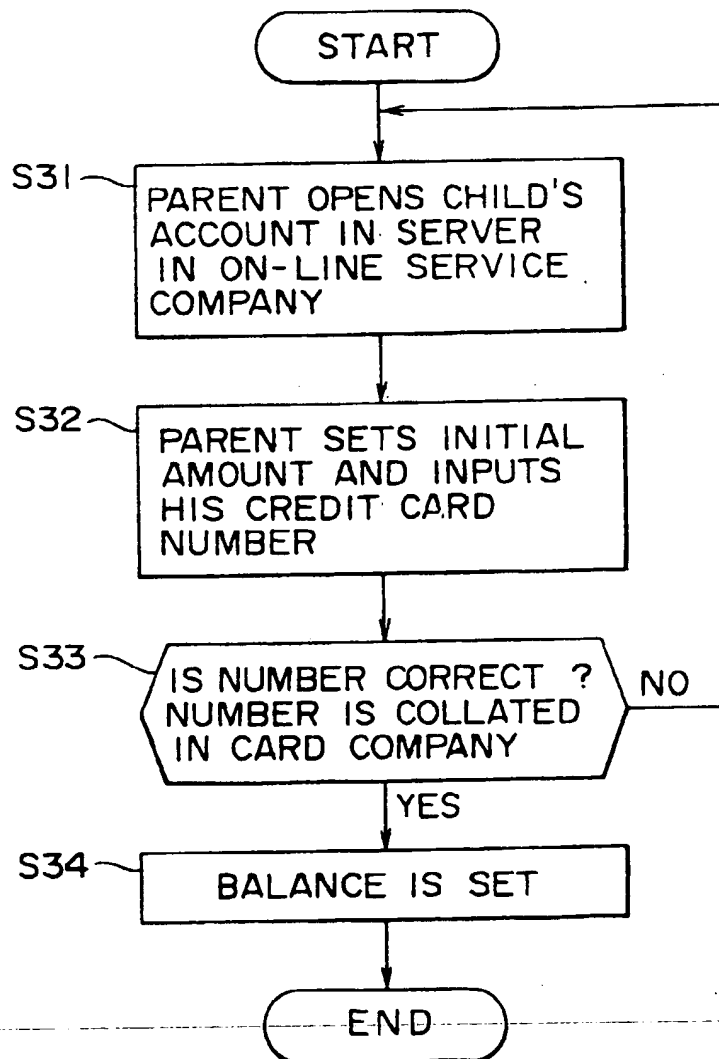 START
S31
PARENT OPENS CHILD'S
ACCOUNT IN SERVER
IN ON-LINE SERVICE
COMPANY
S32
PARENT SETS INITIAL
AMOUNT AND INPUTS
HIS CREDIT CARD
NUMBER
S33
IS NUMBER CORRECT ?
NUMBER IS COLLATED
IN CARD COMPANY
NO
YES
S34
BALANCE IS SET
END